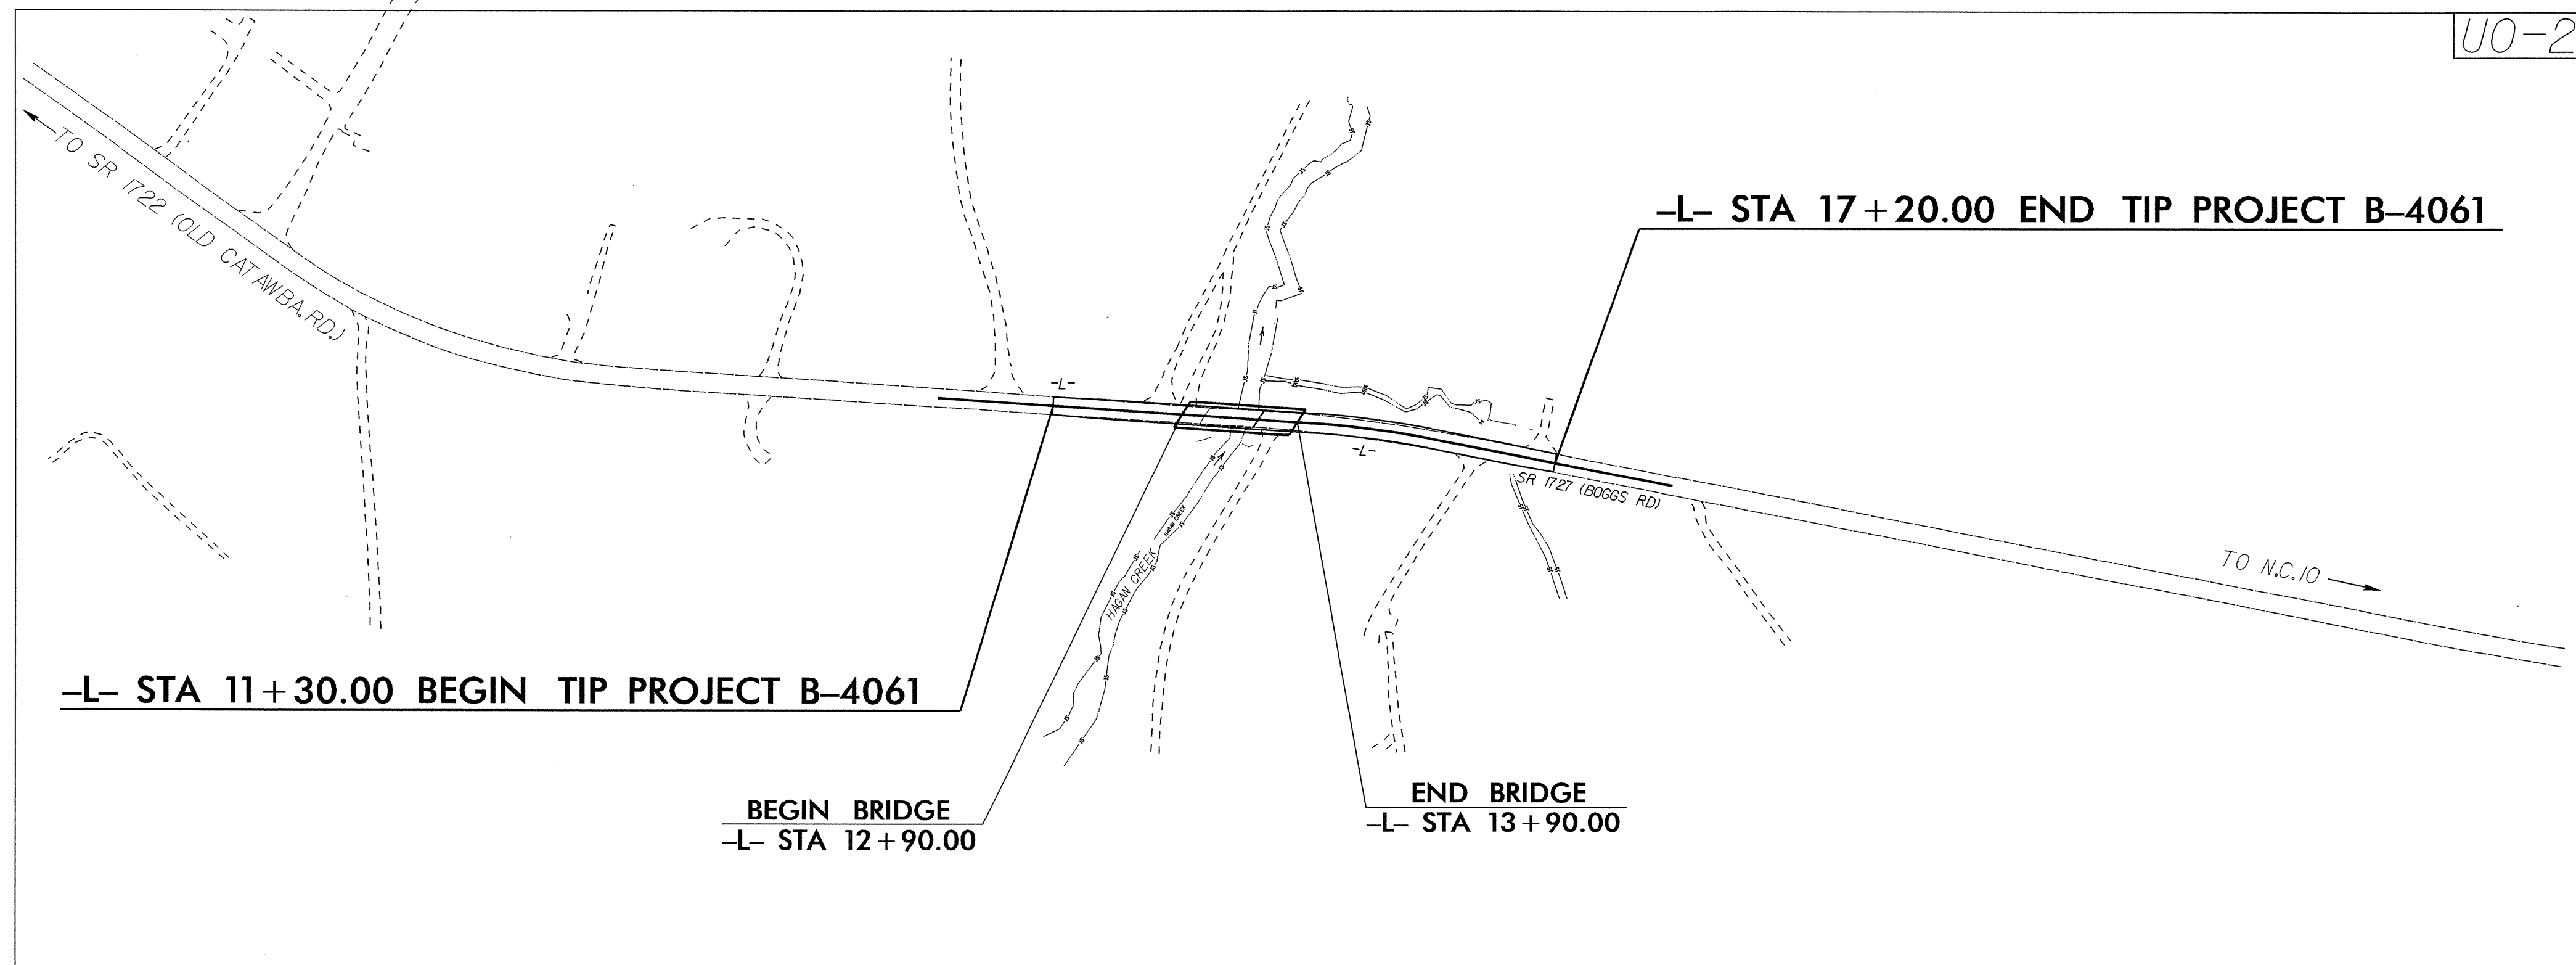 UO-2
TO SR 1722 (OLD CATAWBA. RD.)
-L- STA 17+20.00 END TIP PROJECT B-4061
-L-
-L-
SR 1727 (BOGGS RD)
HAGAN CREEK
HAGAN CREEK
TO N.C. 10
-L- STA 11+30.00 BEGIN TIP PROJECT B-4061
BEGIN BRIDGE
-L- STA 12+90.00
END BRIDGE
-L- STA 13+90.00